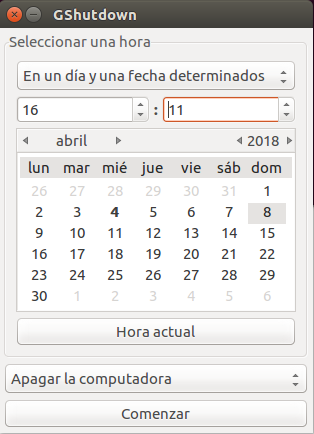 GShutdown
Seleccionar una hora
En un día y una fecha determinados
16 : 11
abril 2018
lun mar mié jue vie sáb dom
26 27 28 29 30 31 1
2 3 4 5 6 7 8
9 10 11 12 13 14 15
16 17 18 19 20 21 22
23 24 25 26 27 28 29
30 1 2 3 4 5 6
Hora actual
Apagar la computadora
Comenzar